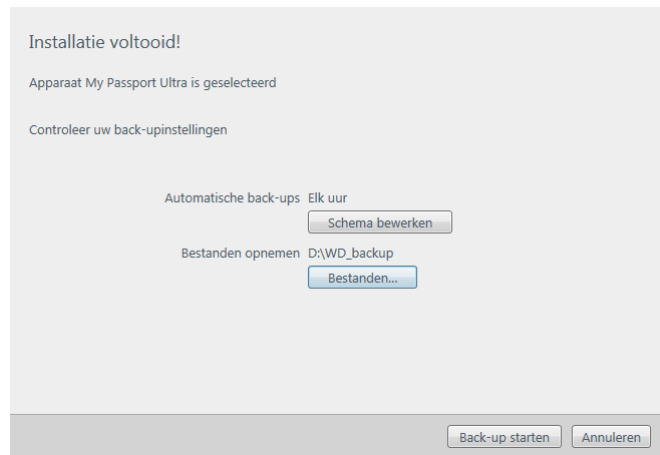 Installatie voltooid!
Apparaat My Passport Ultra is geselecteerd
Controleer uw back-upinstellingen
Automatische back-ups Elk uur
Schema bewerken
Bestanden opnemen D:\WD_backup
Bestanden...
Back-up starten Annuleren